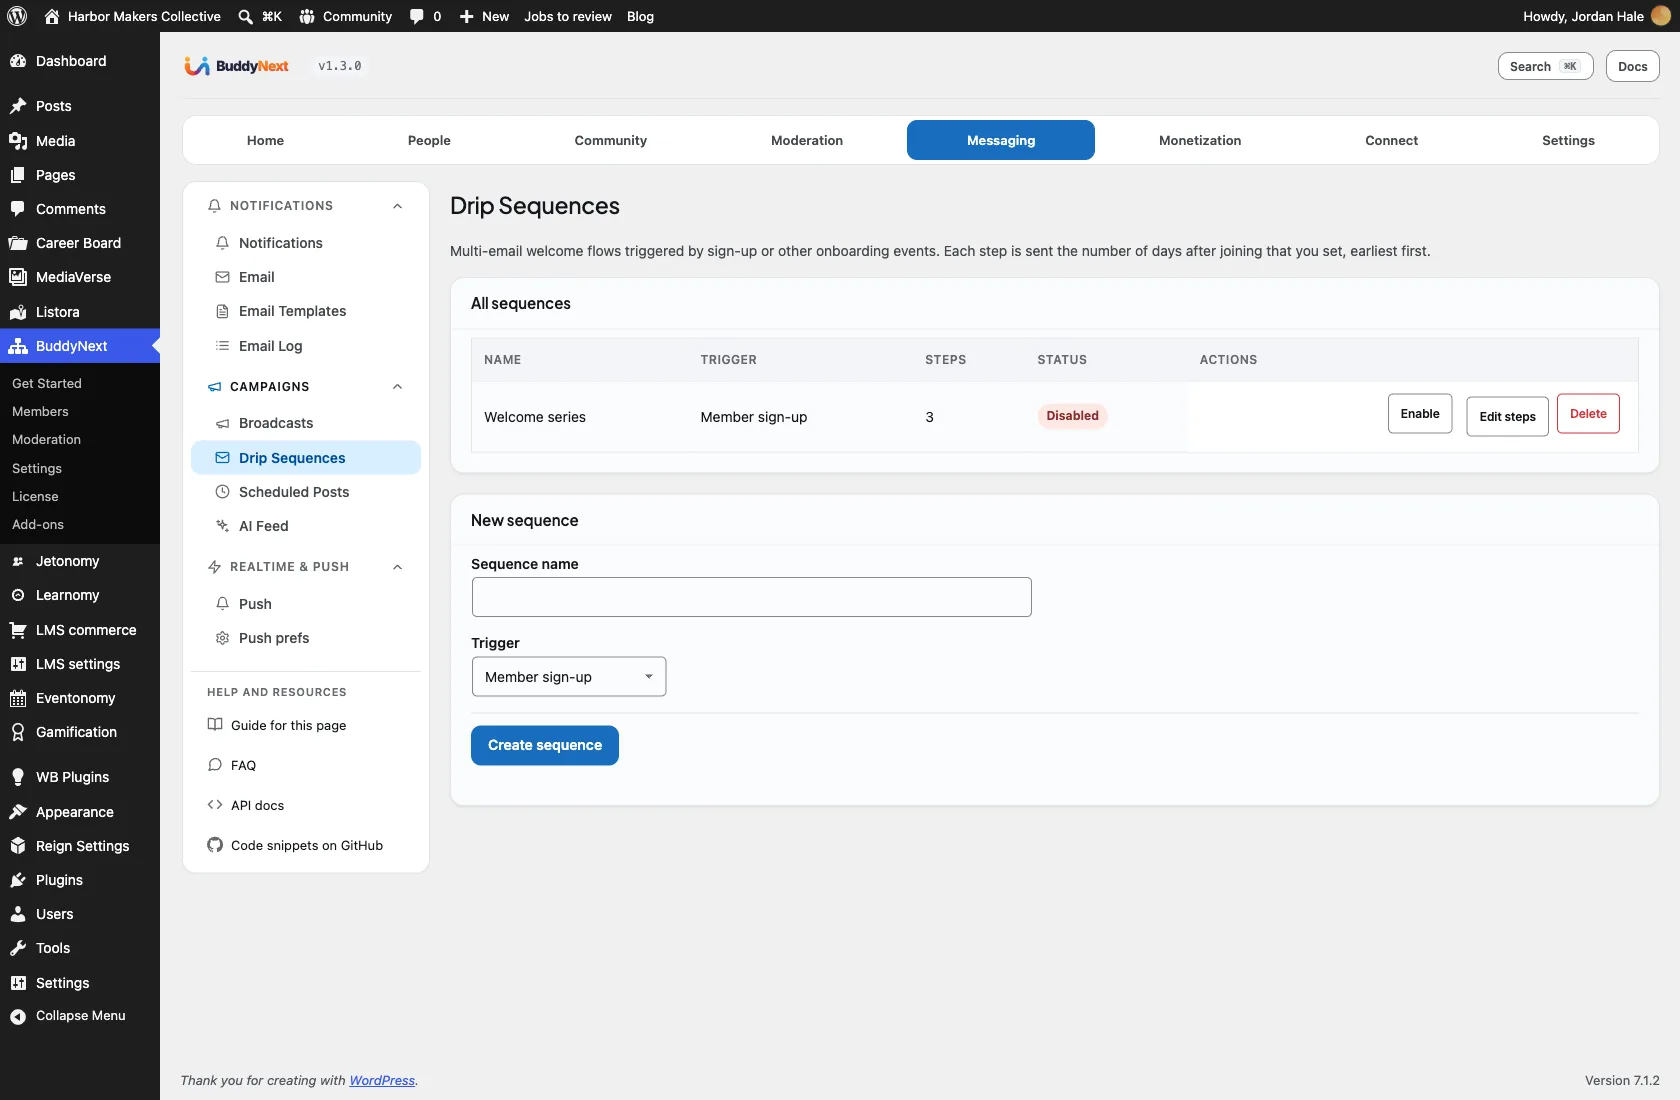 Harbor Makers Collective ⌘K Community 0 New Jobs to review Blog Howdy, Jordan Hale
Dashboard
Posts
Media
Pages
Comments
Career Board
MediaVerse
Listora
BuddyNext
Get Started
Members
Moderation
Settings
License
Add-ons
Jetonomy
Learnomy
LMS commerce
LMS settings
Eventonomy
Gamification
WB Plugins
Appearance
Reign Settings
Plugins
Users
Tools
Settings
Collapse Menu
BuddyNext v1.3.0 Search ⌘K Docs
Home People Community Moderation Messaging Monetization Connect Settings
NOTIFICATIONS
Notifications
Email
Email Templates
Email Log
CAMPAIGNS
Broadcasts
Drip Sequences
Scheduled Posts
AI Feed
REALTIME & PUSH
Push
Push prefs
HELP AND RESOURCES
Guide for this page
FAQ
API docs
Code snippets on GitHub
Drip Sequences
Multi-email welcome flows triggered by sign-up or other onboarding events. Each step is sent the number of days after joining that you set, earliest first.
All sequences
NAME TRIGGER STEPS STATUS ACTIONS
Welcome series Member sign-up 3 Disabled Enable Edit steps Delete
New sequence
Sequence name
Trigger
Member sign-up
Create sequence
Thank you for creating with WordPress. Version 7.1.2